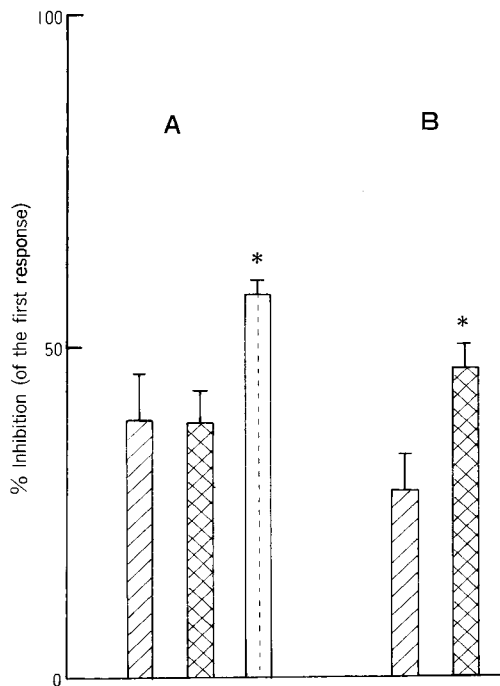 100
A
B
*
*
50
0
% Inhibition (of the first response)